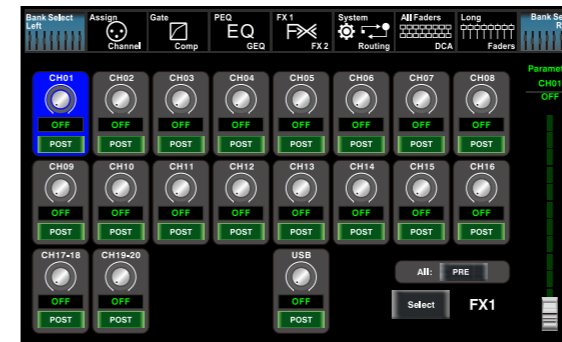 Bank Select Assign Gate PEQ FX 1 System All Faders Long Bank Se
Left EQ R
Channel Comp GEQ FX 2 Routing DCA Faders
Paramet
CH01 CH02 CH03 CH04 CH05 CH06 CH07 CH08 CH01
OFF
OFF OFF OFF OFF OFF OFF OFF OFF
POST POST POST POST POST POST POST POST
CH09 CH10 CH11 CH12 CH13 CH14 CH15 CH16
OFF OFF OFF OFF OFF OFF OFF OFF
POST POST POST POST POST POST POST POST
CH17-18 CH19-20 USB
All: PRE
OFF OFF OFF Select FX1
POST POST POST